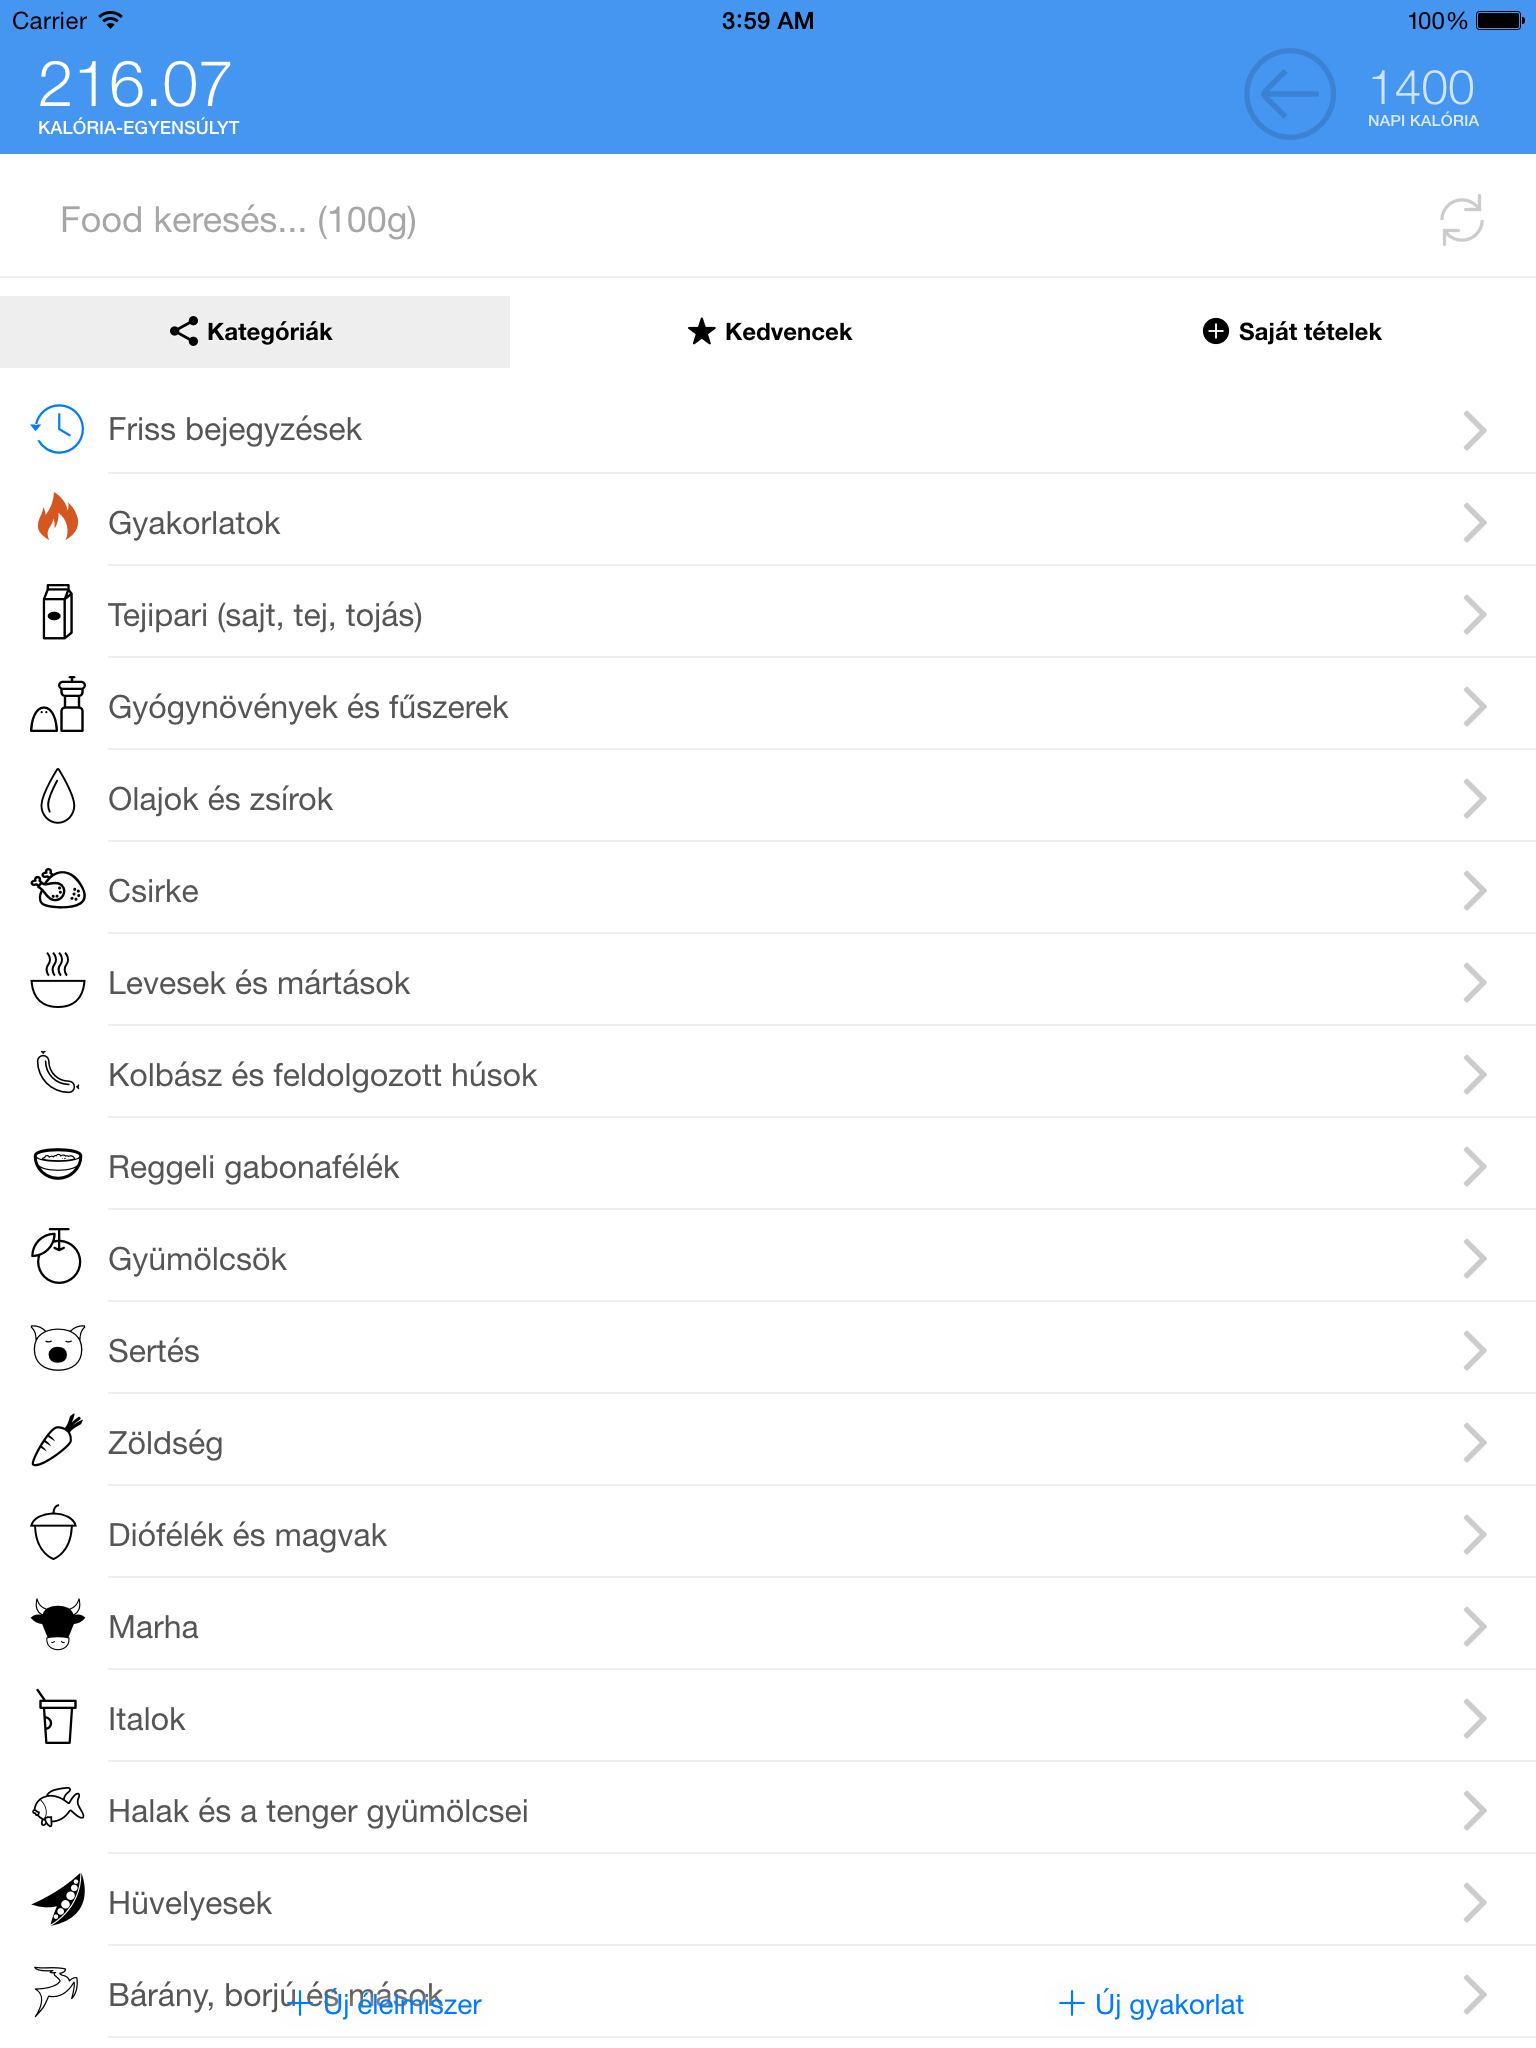 Carrier 3:59 AM 100%
216.07
KALÓRIA-EGYENSÚLYT
1400
NAPI KALÓRIA
Food keresés... (100g)
Kategóriák Kedvencek Saját tételek
Friss bejegyzések
Gyakorlatok
Tejipari (sajt, tej, tojás)
Gyógynövények és fűszerek
Olajok és zsírok
Csirke
Levesek és mártások
Kolbász és feldolgozott húsok
Reggeli gabonafélék
Gyümölcsök
Sertés
Zöldség
Diófélék és magvak
Marha
Italok
Halak és a tenger gyümölcsei
Hüvelyesek
Bárány, borjú és mások
+ Új élelmiszer + Új gyakorlat